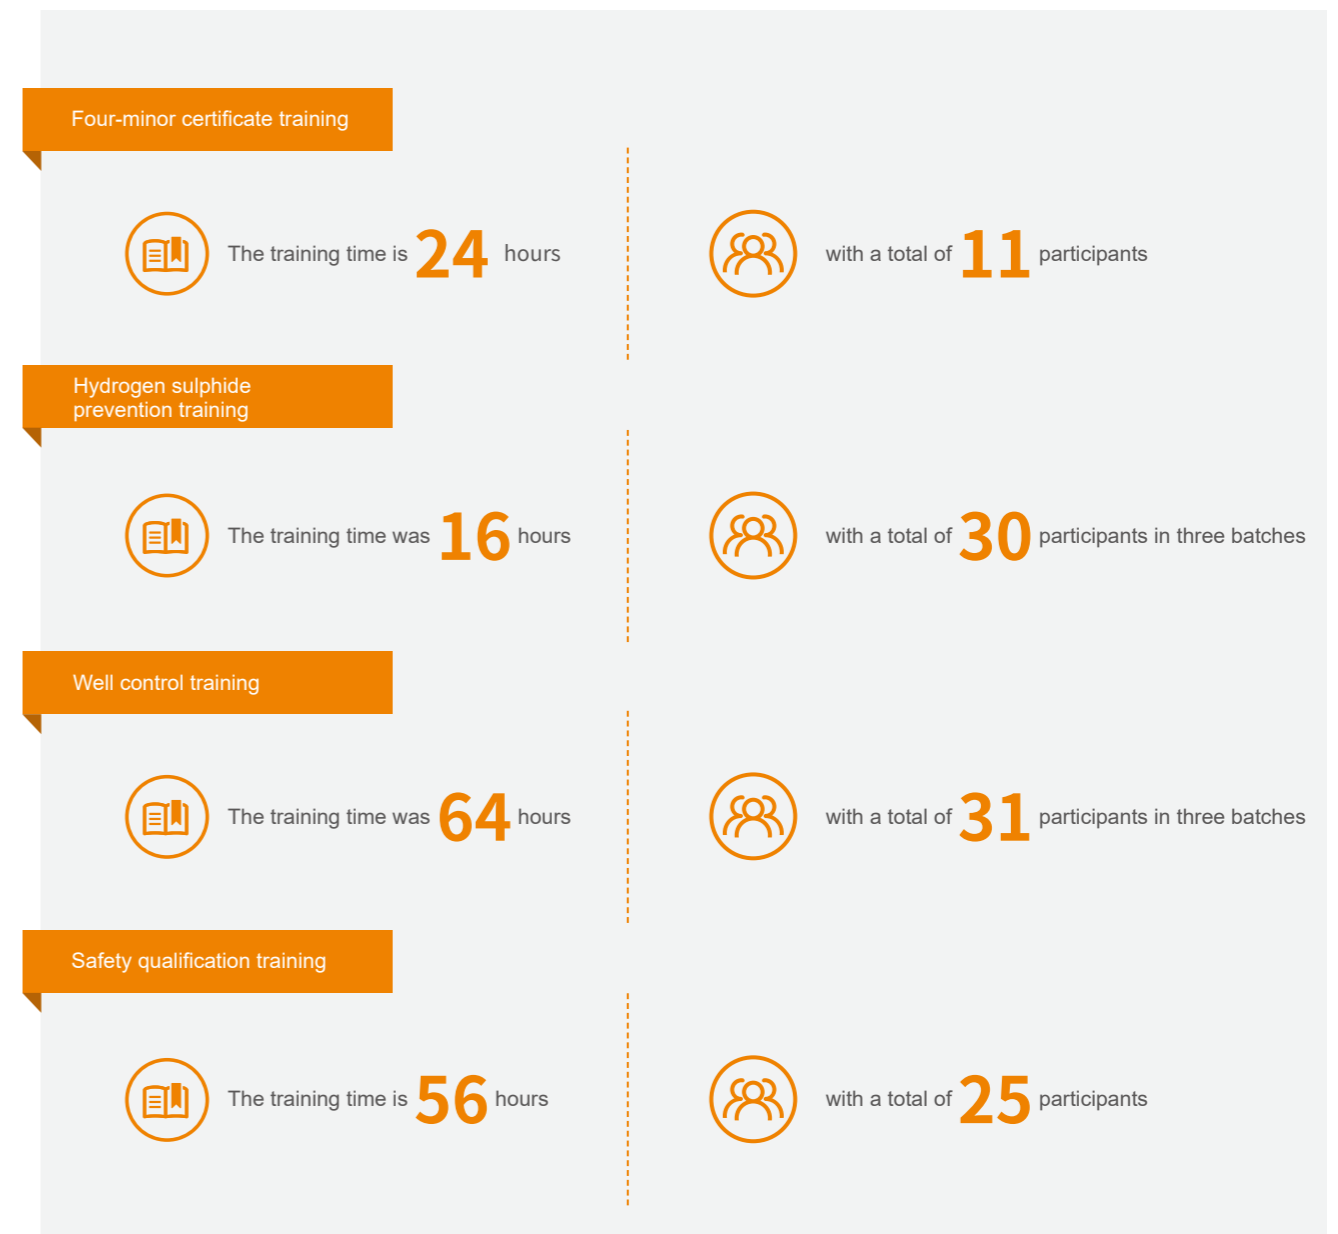 Four-minor certificate training
The training time is 24 hours
with a total of 11 participants
Hydrogen sulphide
prevention training
The training time was 16 hours
with a total of 30 participants in three batches
Well control training
The training time was 64 hours
with a total of 31 participants in three batches
Safety qualification training
The training time is 56 hours
with a total of 25 participants